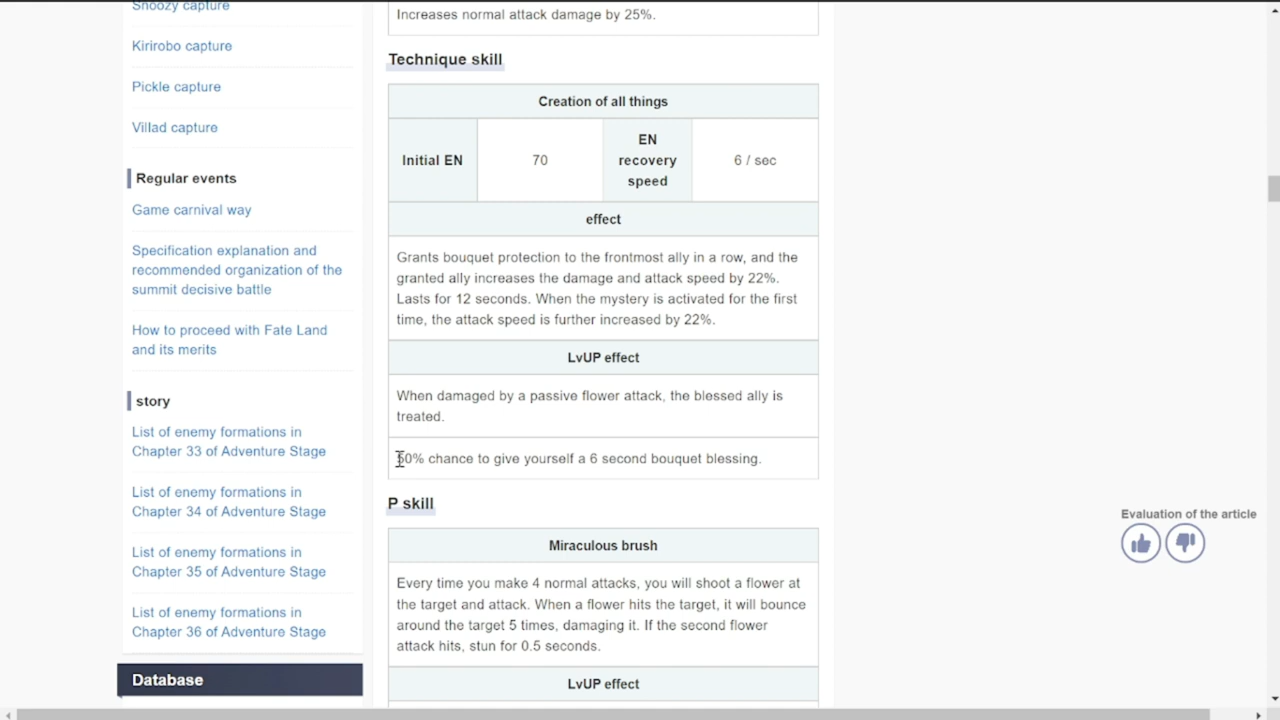 Snoozy capture
Kirirobo capture
Pickle capture
Villad capture
Regular events
Game carnival way
Specification explanation and
recommended organization of the
summit decisive battle
How to proceed with Fate Land
and its merits
story
List of enemy formations in
Chapter 33 of Adventure Stage
List of enemy formations in
Chapter 34 of Adventure Stage
List of enemy formations in
Chapter 35 of Adventure Stage
List of enemy formations in
Chapter 36 of Adventure Stage
Database
Increases normal attack damage by 25%.
Technique skill
Creation of all things
Initial EN
70
EN
recovery
speed
6 / sec
effect
Grants bouquet protection to the frontmost ally in a row, and the
granted ally increases the damage and attack speed by 22%.
Lasts for 12 seconds. When the mystery is activated for the first
time, the attack speed is further increased by 22%.
LvUP effect
When damaged by a passive flower attack, the blessed ally is
treated.
chance to give yourself a 6 second bouquet blessing.
P skill
Miraculous brush
Every time you make 4 normal attacks, you will shoot a flower at
the target and attack. When a flower hits the target, it will bounce
around the target 5 times, damaging it. If the second flower
attack hits, stun for 0.5 seconds.
LvUP effect
Evaluation of the article